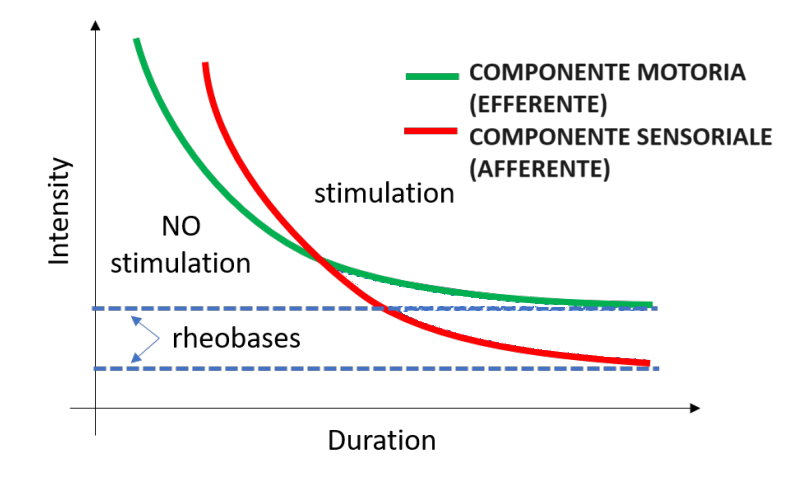 COMPONENTE MOTORIA
(EFFERENTE)
COMPONENTE SENSORIALE
(AFFERENTE)
stimulation
NO
stimulation
Intensity
rheobases
Duration